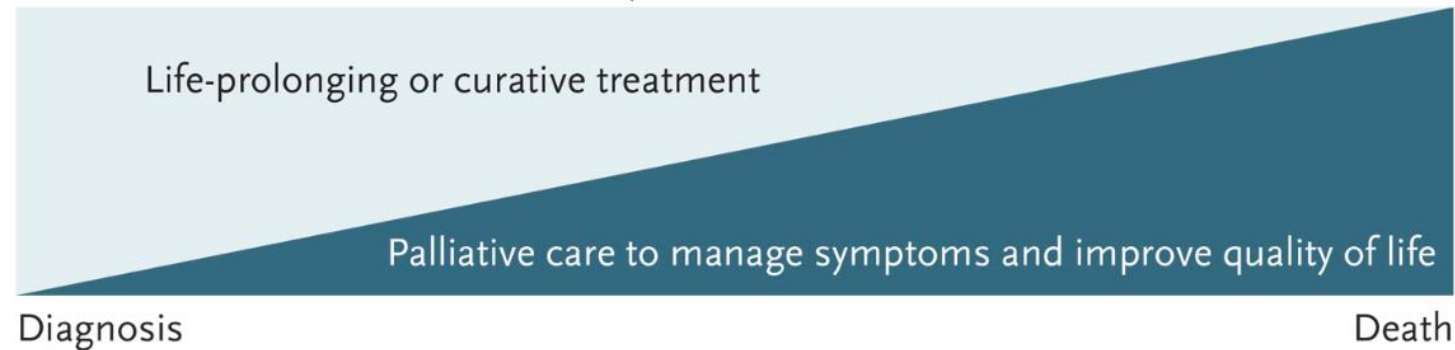 Life-prolonging or curative treatment
Palliative care to manage symptoms and improve quality of life
Diagnosis
Death